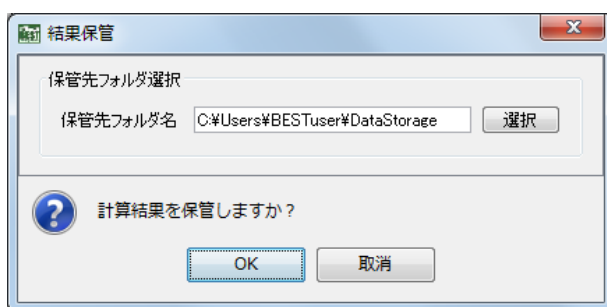 結果保管
保管先フォルダ選択
保管先フォルダ名 C:¥Users¥BESTuser¥DataStorage 選択
計算結果を保管しますか？
OK 取消